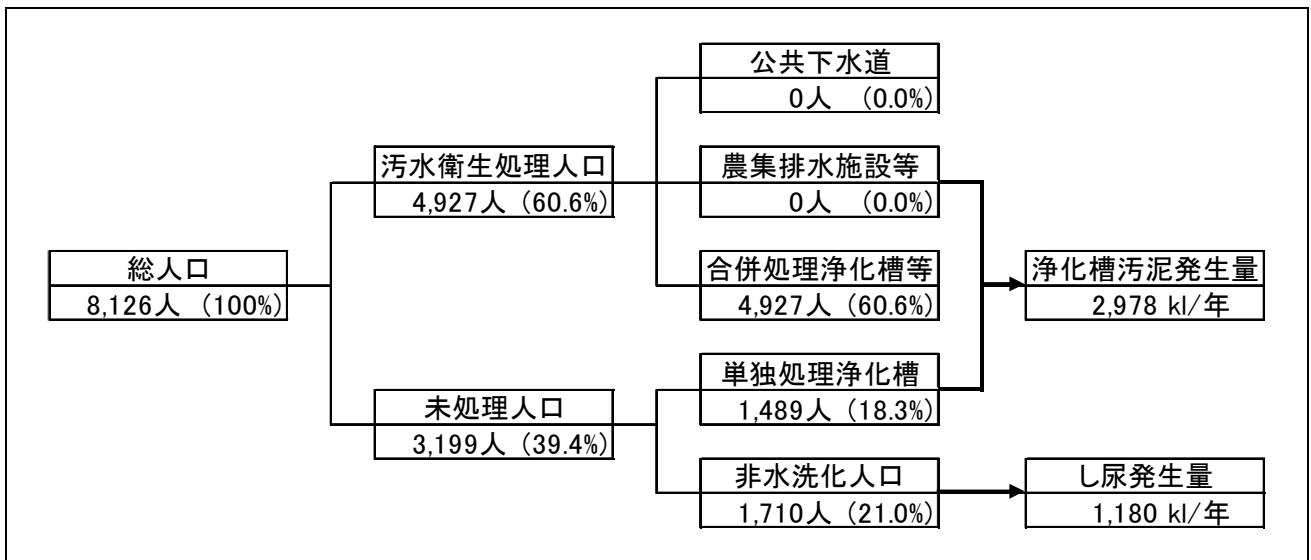 公共下水道
0人 (0.0%)
汚水衛生処理人口
4,927人 (60.6%)
農集排水施設等
0人 (0.0%)
総人口
8,126人 (100%)
合併処理浄化槽等
4,927人 (60.6%)
浄化槽汚泥発生量
2,978 kl/年
単独処理浄化槽
1,489人 (18.3%)
未処理人口
3,199人 (39.4%)
非水洗化人口
1,710人 (21.0%)
し尿発生量
1,180 kl/年